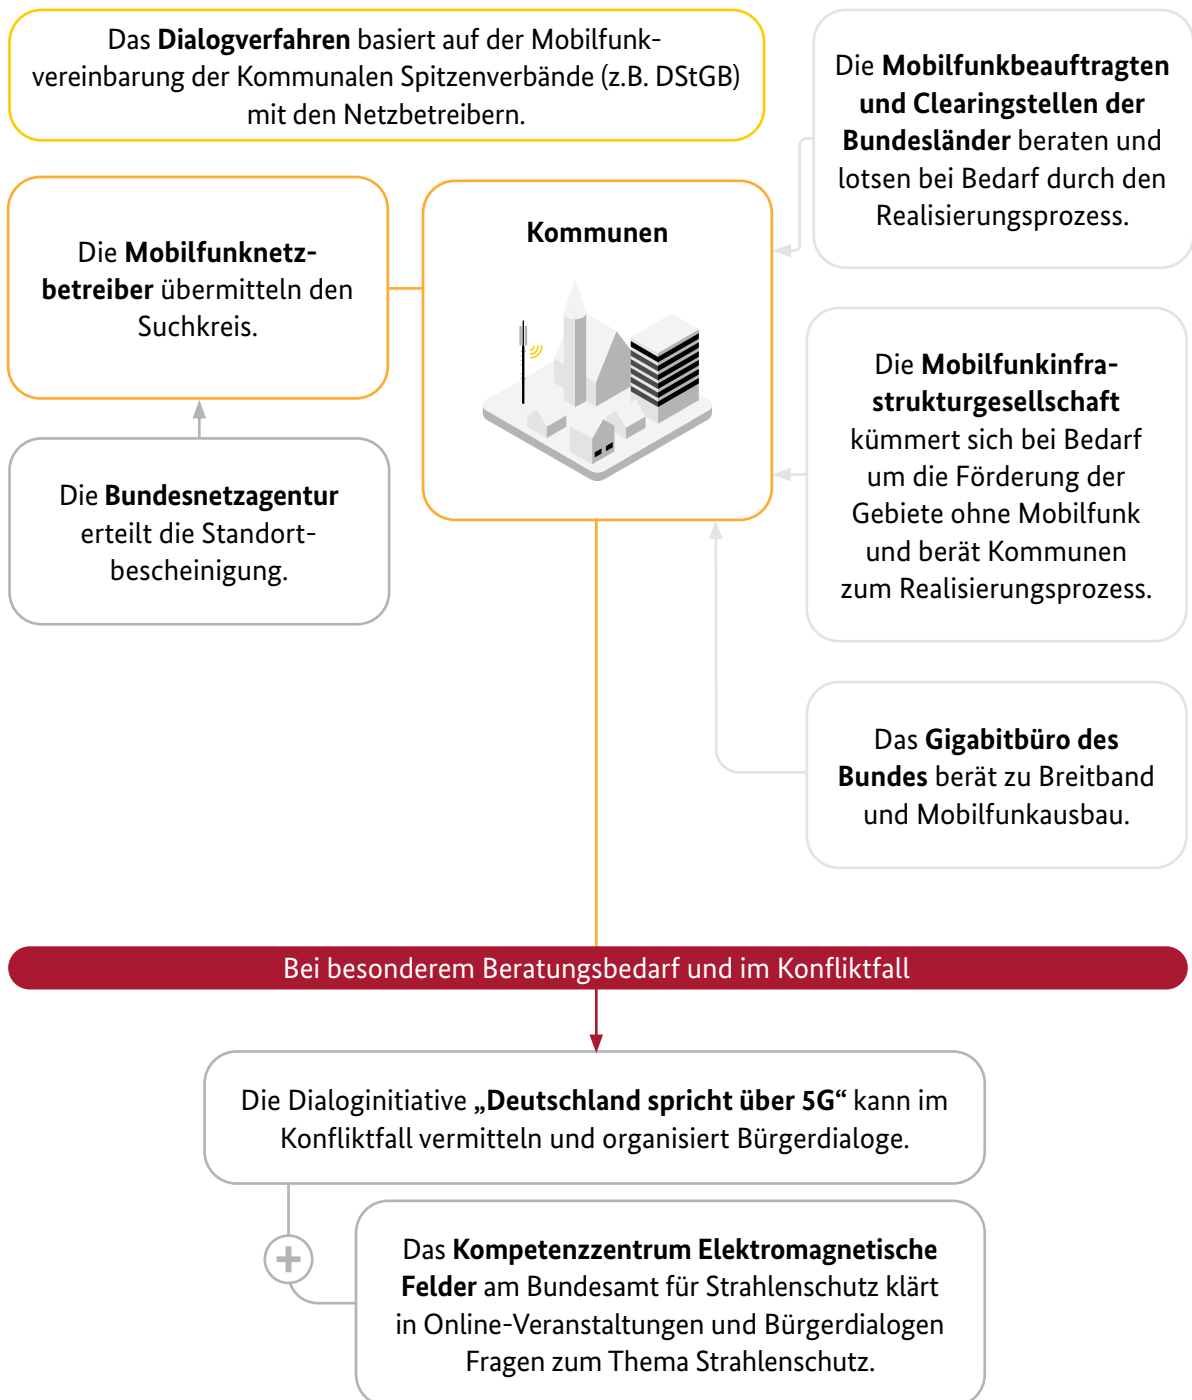 Das Dialogverfahren basiert auf der Mobilfunk-
vereinbarung der Kommunalen Spitzenverbände (z.B. DStGB)
mit den Netzbetreibern.
Die Mobilfunkbeauftragten
und Clearingstellen der
Bundesländer beraten und
lotsen bei Bedarf durch den
Realisierungsprozess.
Die Mobilfunknetz-
betreiber übermitteln den
Suchkreis.
Kommunen
Die Mobilfunkinfra-
strukturgesellschaft
kümmert sich bei Bedarf
um die Förderung der
Gebiete ohne Mobilfunk
und berät Kommunen
zum Realisierungsprozess.
Die Bundesnetzagentur
erteilt die Standort-
bescheinigung.
Das Gigabitbüro des
Bundes berät zu Breitband
und Mobilfunkausbau.
Bei besonderem Beratungsbedarf und im Konfliktfall
Die Dialoginitiative „Deutschland spricht über 5G“ kann im
Konfliktfall vermitteln und organisiert Bürgerdialoge.
Das Kompetenzzentrum Elektromagnetische
Felder am Bundesamt für Strahlenschutz klärt
in Online-Veranstaltungen und Bürgerdialogen
Fragen zum Thema Strahlenschutz.